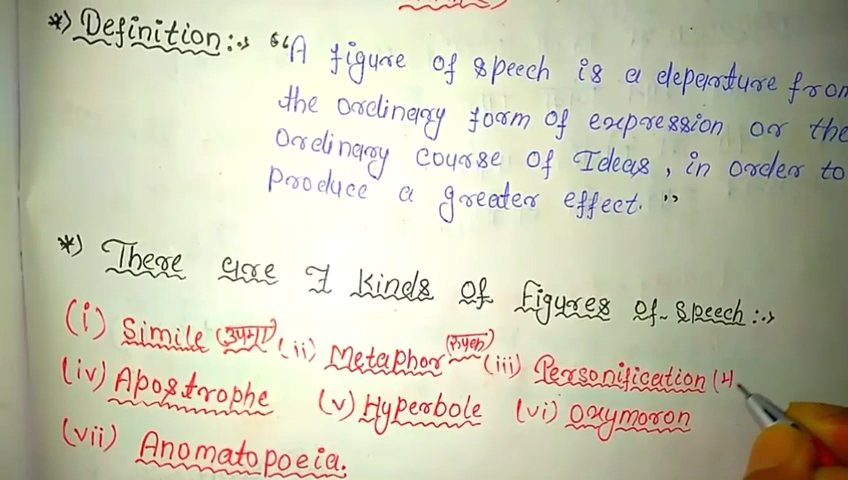 *) Definition:→ "A figure of speech is a departure from
the ordinary form of expression or the
ordinary course of Ideas, in order to
produce a greater effect."
*) There are 7 kinds of figures of speech:→
(i) Simile (उपमा) (ii) Metaphor (रूपक) (iii) Personification (म
(iv) Apostrophe (v) Hyperbole (vi) Oxymoron
(vii) Anomatopoeia.